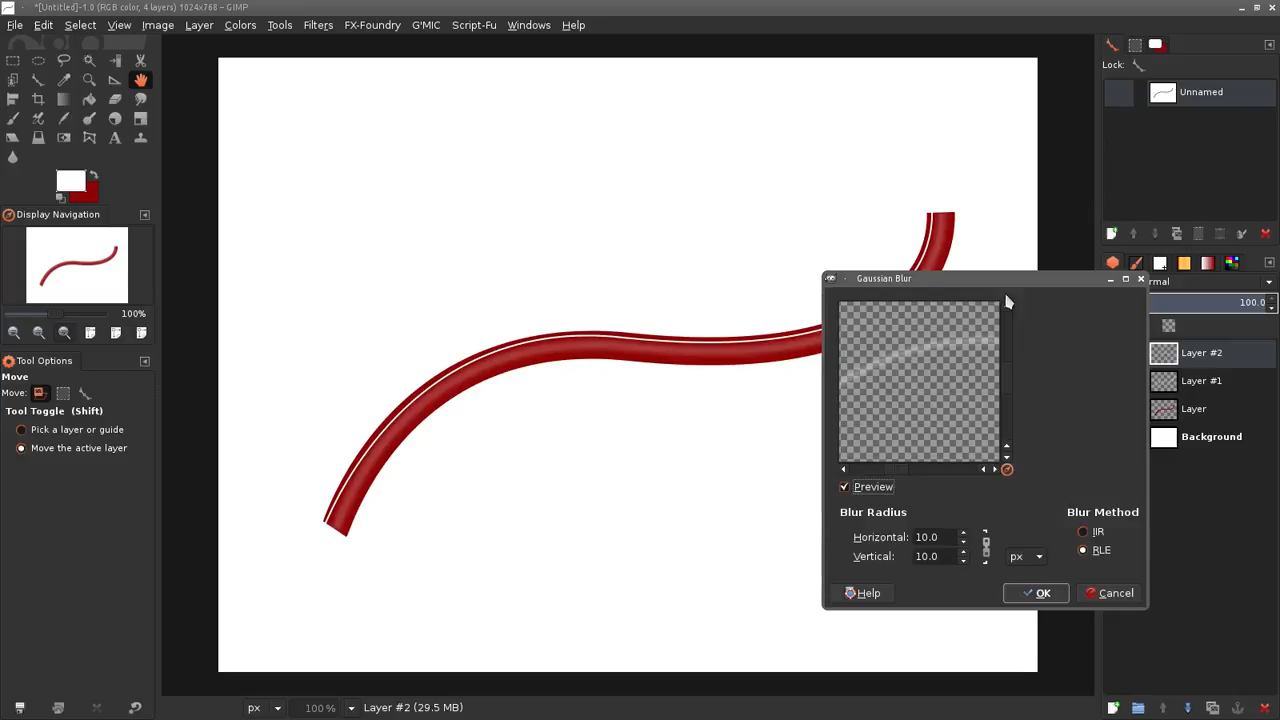 *[Untitled]-1.0 (RGB color, 4 layers) 1024x768 – GIMP
File Edit Select View Image Layer Colors Tools Filters FX-Foundry G'MIC Script-Fu Windows Help
Lock:
Unnamed
Display Navigation
100%
Tool Options
Move
Move:
Tool Toggle (Shift)
Pick a layer or guide
Move the active layer
Gaussian Blur
Preview
Blur Radius
Horizontal: 10.0
Vertical: 10.0
px
Blur Method
IIR
RLE
Help
OK
Cancel
rmal
100.0
Layer #2
Layer #1
Layer
Background
px
100 %
Layer #2 (29.5 MB)